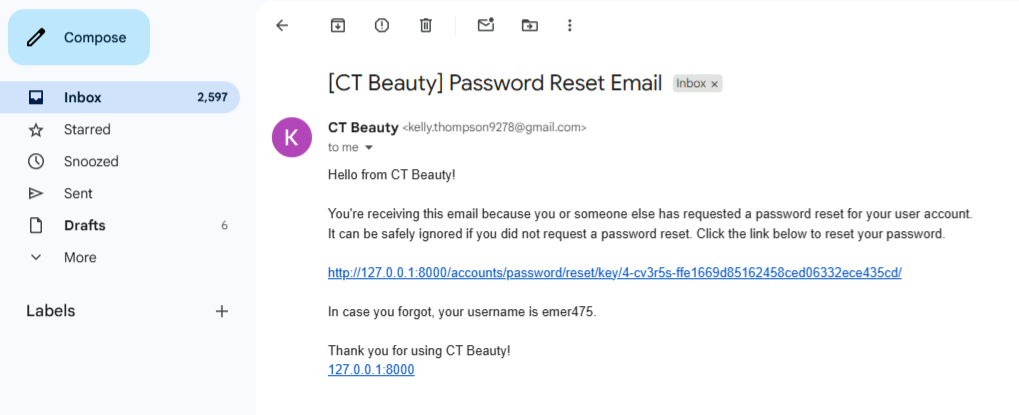 Compose
Inbox 2,597
Starred
Snoozed
Sent
Drafts 6
More
Labels
[CT Beauty] Password Reset Email Inbox ×
K
CT Beauty <kelly.thompson9278@gmail.com>
to me
Hello from CT Beauty!
You're receiving this email because you or someone else has requested a password reset for your user account.
It can be safely ignored if you did not request a password reset. Click the link below to reset your password.
http://127.0.0.1:8000/accounts/password/reset/key/4-cv3r5s-ffe1669d85162458ced06332ece435cd/
In case you forgot, your username is emer475.
Thank you for using CT Beauty!
127.0.0.1:8000